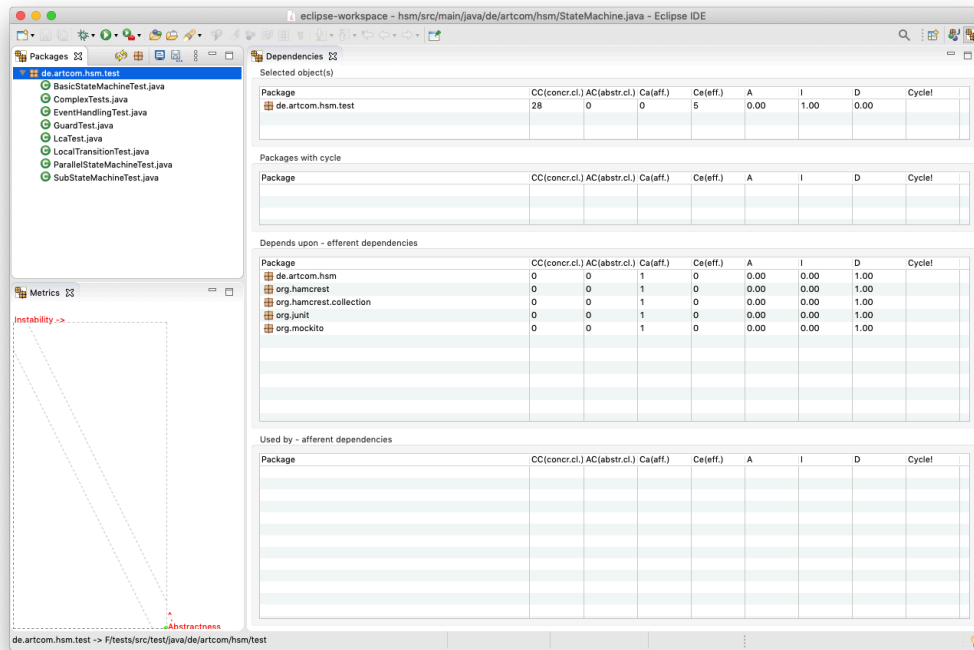 eclipse-workspace - hsm/src/main/java/de/artcom/hsm/StateMachine.java - Eclipse IDE
Packages
de.artcom.hsm.test
BasicStateMachineTest.java
ComplexTests.java
EventHandlingTest.java
GuardTest.java
LcaTest.java
LocalTransitionTest.java
ParallelStateMachineTest.java
SubStateMachineTest.java
Metrics
Instability ->
Abstractness
Dependencies
Selected object(s)
Package CC(concr.cl.) AC(abstr.cl.) Ca(aff.) Ce(eff.) A I D Cycle!
de.artcom.hsm.test 28 0 0 5 0.00 1.00 0.00
Packages with cycle
Package CC(concr.cl.) AC(abstr.cl.) Ca(aff.) Ce(eff.) A I D Cycle!
Depends upon - efferent dependencies
Package CC(concr.cl.) AC(abstr.cl.) Ca(aff.) Ce(eff.) A I D Cycle!
de.artcom.hsm 0 0 1 0 0.00 0.00 1.00
org.hamcrest 0 0 1 0 0.00 0.00 1.00
org.hamcrest.collection 0 0 1 0 0.00 0.00 1.00
org.junit 0 0 1 0 0.00 0.00 1.00
org.mockito 0 0 1 0 0.00 0.00 1.00
Used by - afferent dependencies
Package CC(concr.cl.) AC(abstr.cl.) Ca(aff.) Ce(eff.) A I D Cycle!
de.artcom.hsm.test -> F/tests/src/test/java/de/artcom/hsm/test